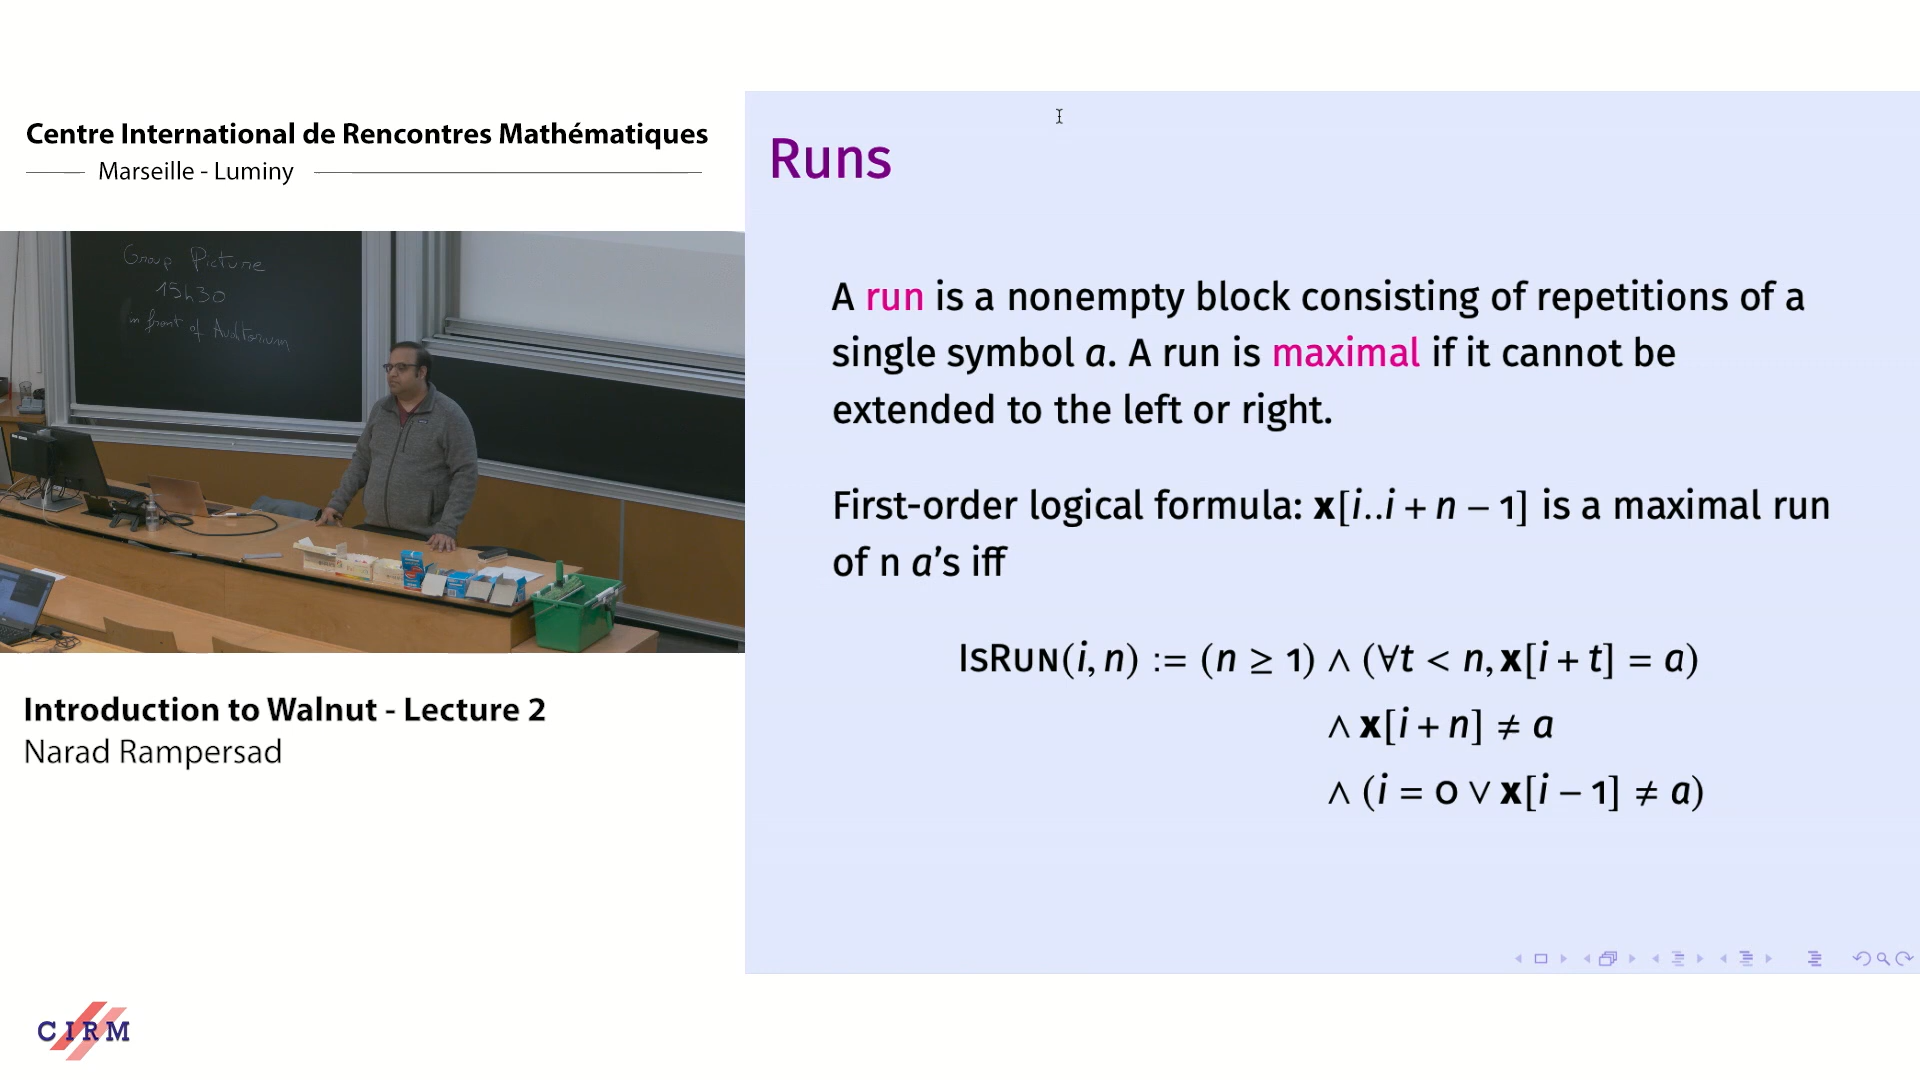 Centre International de Rencontres Mathématiques
Marseille - Luminy
Group Picture
15h30
in front of Auditorium
Introduction to Walnut - Lecture 2
Narad Rampersad
CIRM
Runs
A run is a nonempty block consisting of repetitions of a
single symbol a. A run is maximal if it cannot be
extended to the left or right.
First-order logical formula: x[i..i + n − 1] is a maximal run
of n a’s iff
IsRun(i, n) := (n ≥ 1) ∧ (∀t < n, x[i + t] = a)
∧ x[i + n] ≠ a
∧ (i = 0 ∨ x[i − 1] ≠ a)